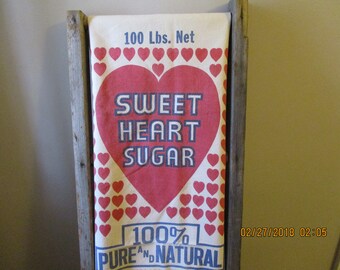 100 Lbs. Net
SWEET
HEART
SUGAR
100%
PURE AND NATURAL
02/27/2018 02:05